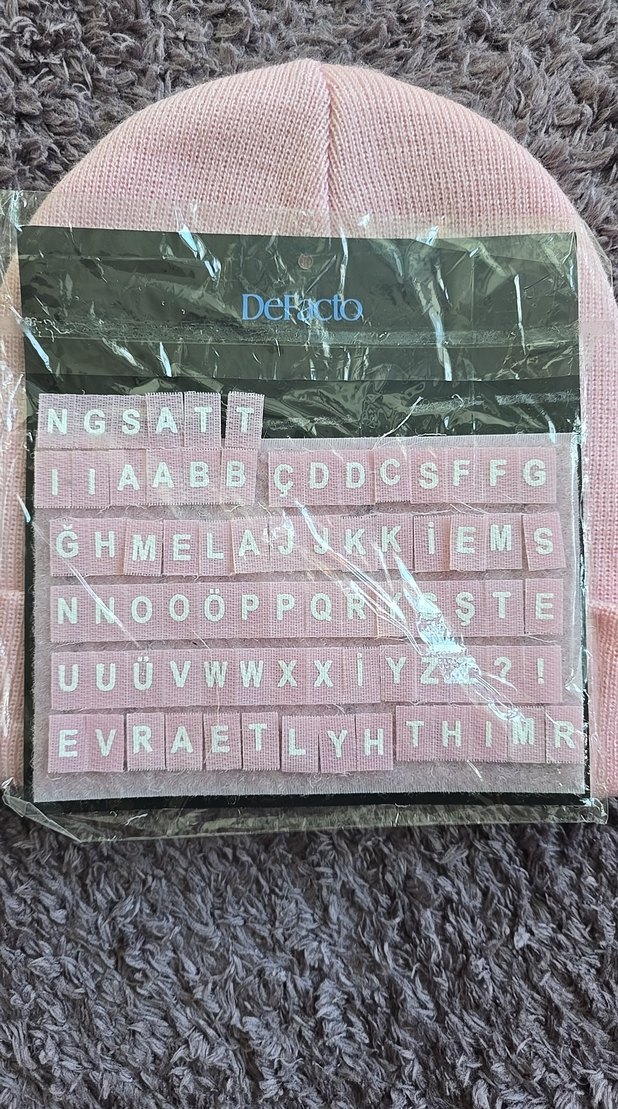 DeFacto
NGSATT
IIAABBÇDDCSFFG
ĞHMELAJJKKİEMS
NNOOÖPPQRŞTE
UUÜVWWXXİYZ?!
EVRAETLYHTHIMR